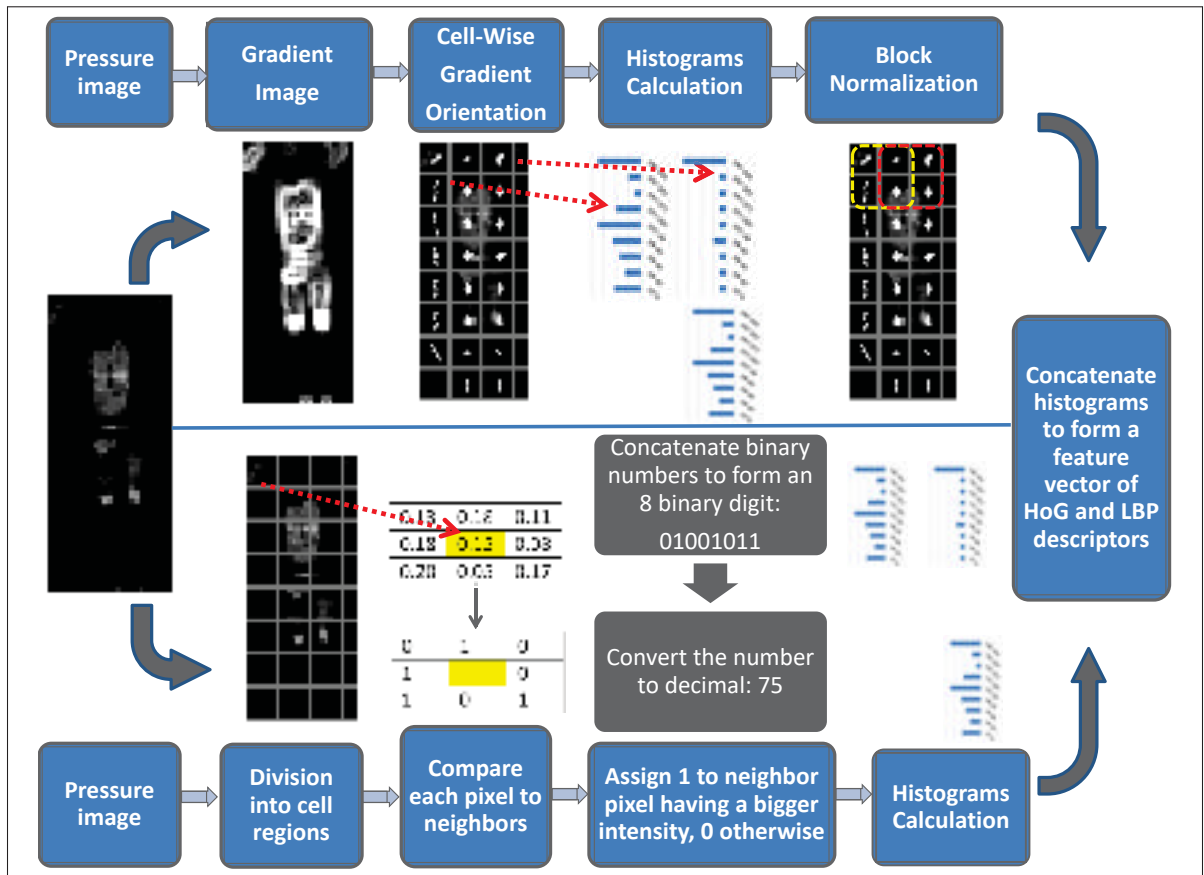 Pressure
image
Gradient
Image
Cell-Wise
Gradient
Orientation
Histograms
Calculation
Block
Normalization
Concatenate
histograms
to form a
feature
vector of
HoG and LBP
descriptors
Concatenate binary
numbers to form an
8 binary digit:
01001011
Convert the number
to decimal: 75
0.13 0.16 0.11
0.18 0.12 0.03
0.20 0.17
0 1 0
1 0
1 0 1
Pressure
image
Division
into cell
regions
Compare
each pixel to
neighbors
Assign 1 to neighbor
pixel having a bigger
intensity, 0 otherwise
Histograms
Calculation